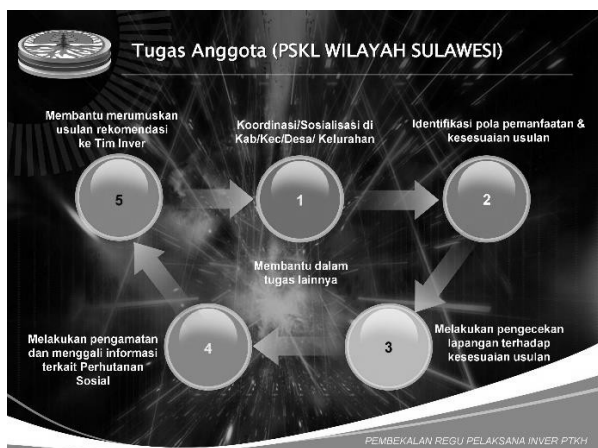 Tugas Anggota (PSKL WILAYAH SULAWESI)
Membantu merumuskan
usulan rekomendasi
ke Tim Inver
Koordinasi/Sosialisasi di
Kab/Kec/Desa/ Kelurahan
Identifikasi pola pemanfaatan &
kesesuaian usulan
5
1
2
Membantu dalam
tugas lainnya
Melakukan pengamatan
dan menggali informasi
terkait Perhutanan
Sosial
4
3
Melakukan pengecekan
lapangan terhadap
kesesuaian usulan
PEMBEKALAN REGU PELAKSANA INVER PTKH